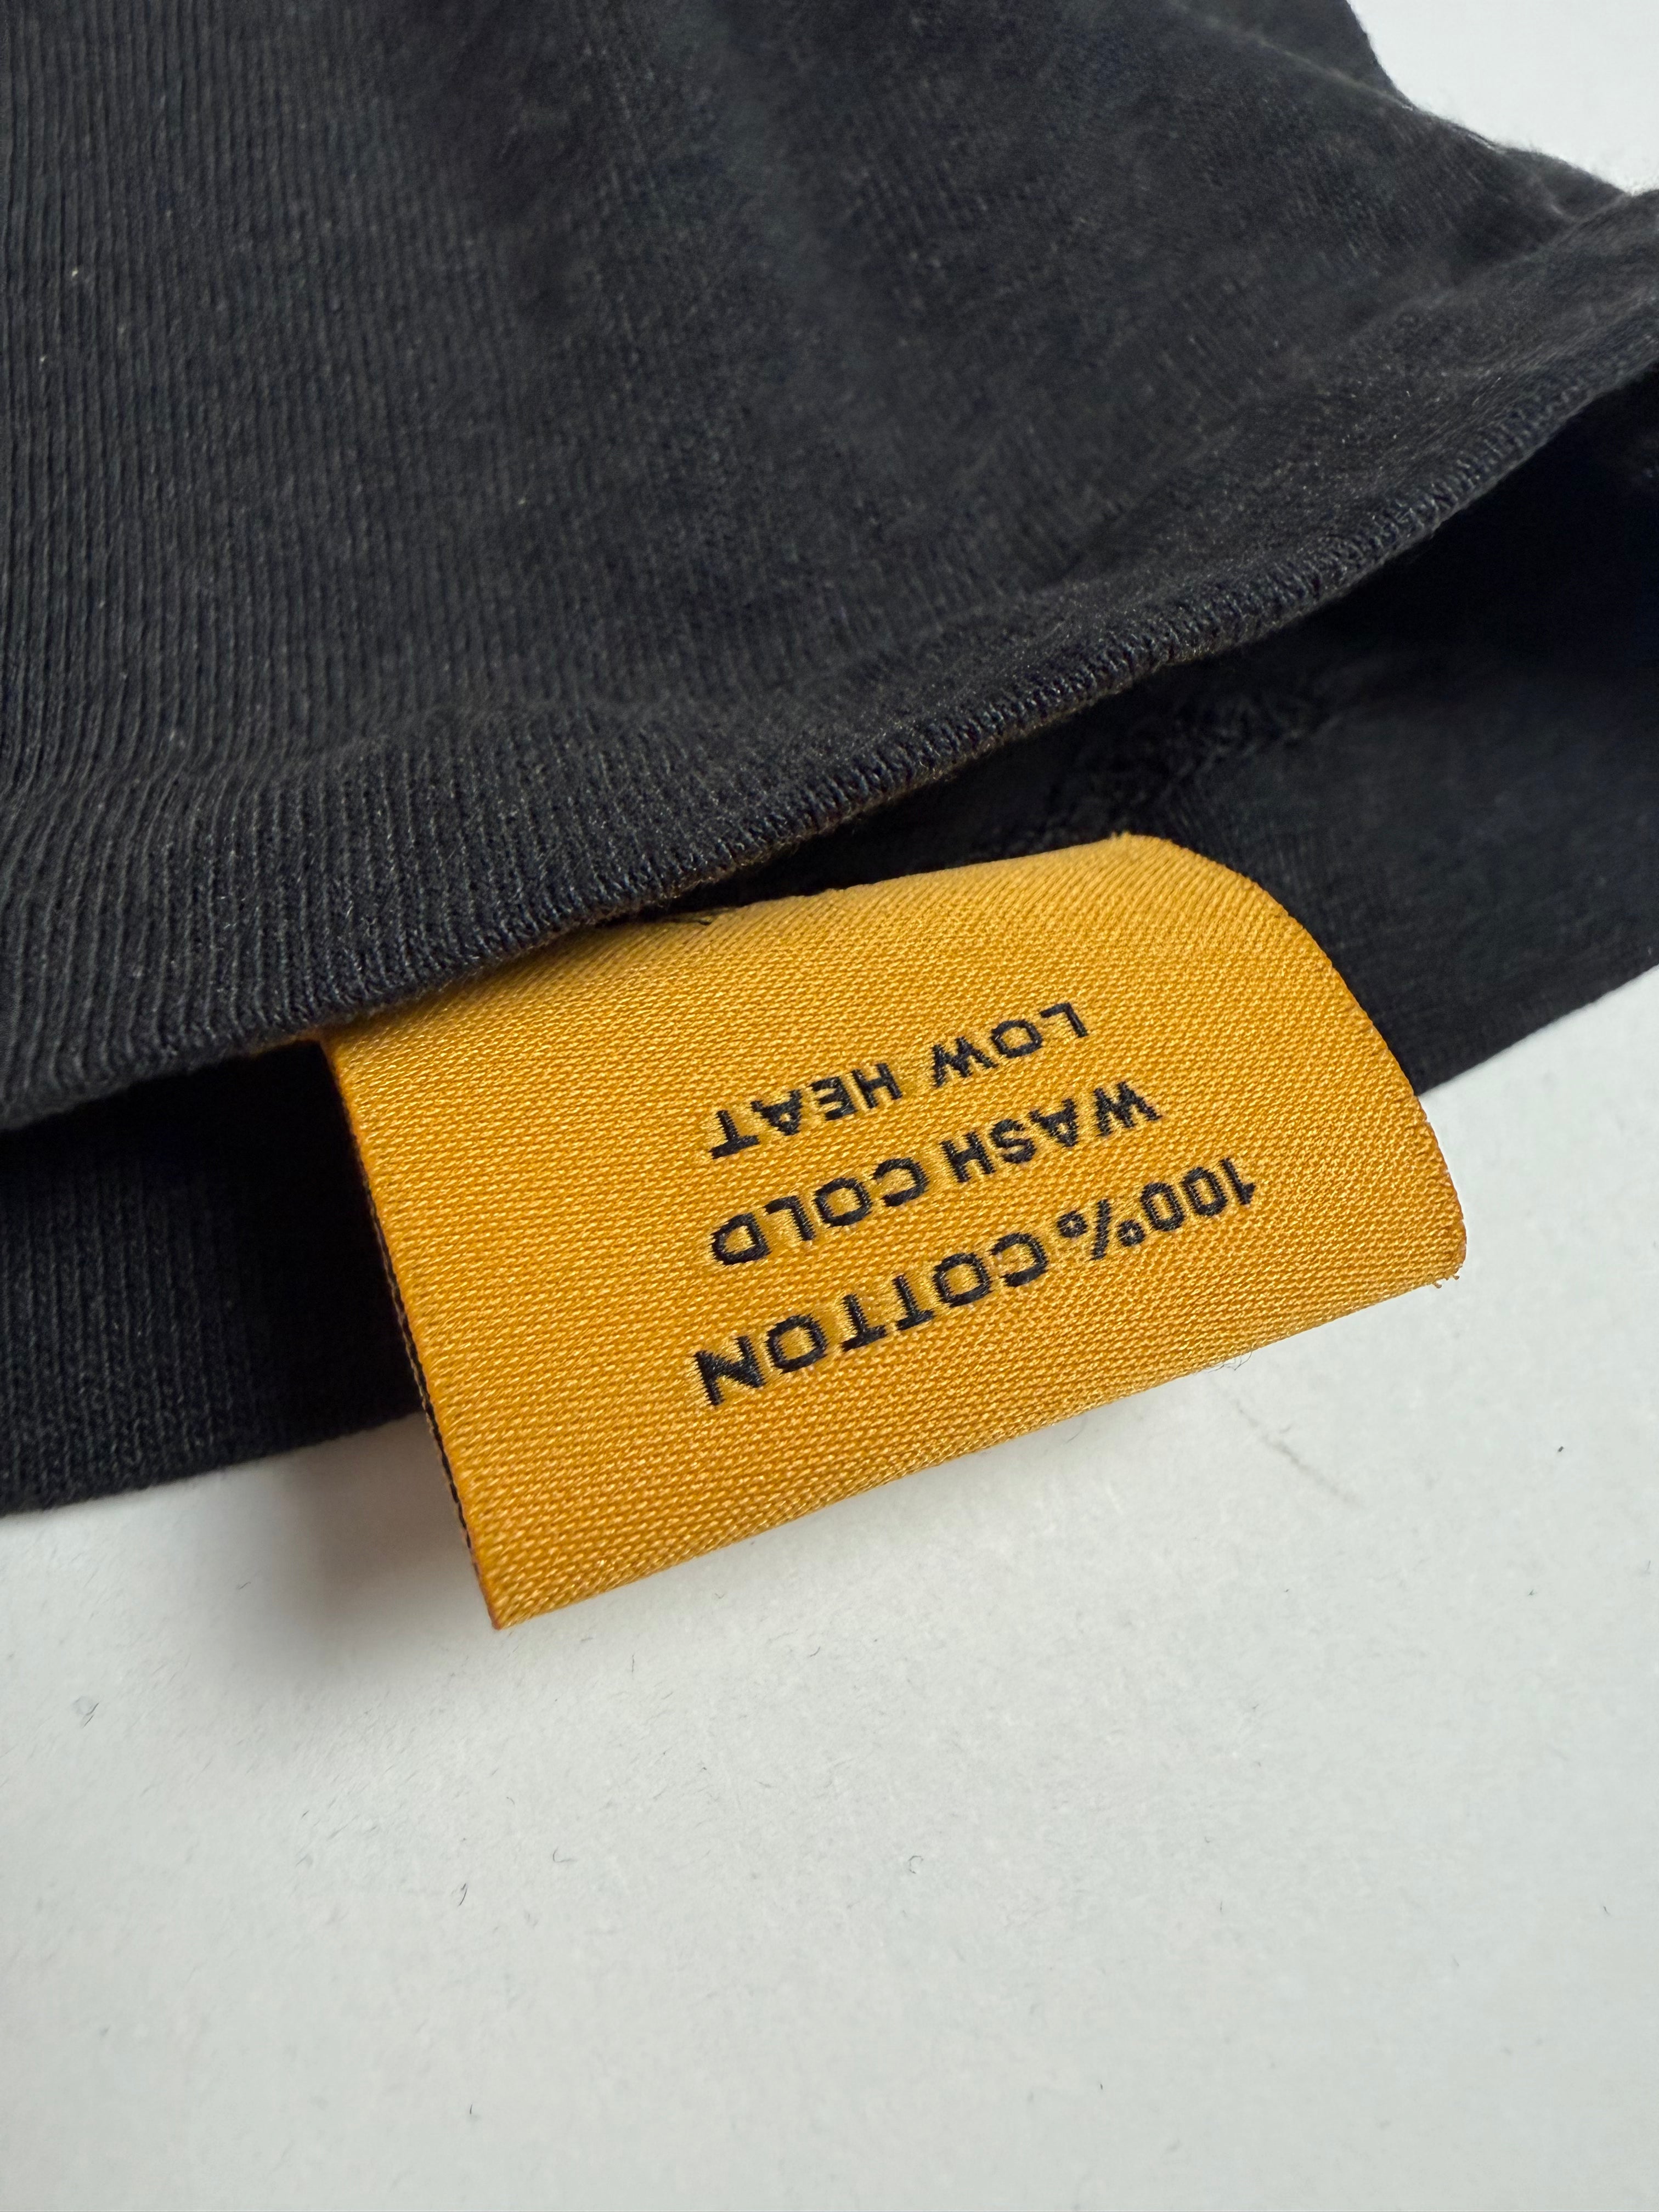 100% COTTON
WASH COLD
LOW HEAT